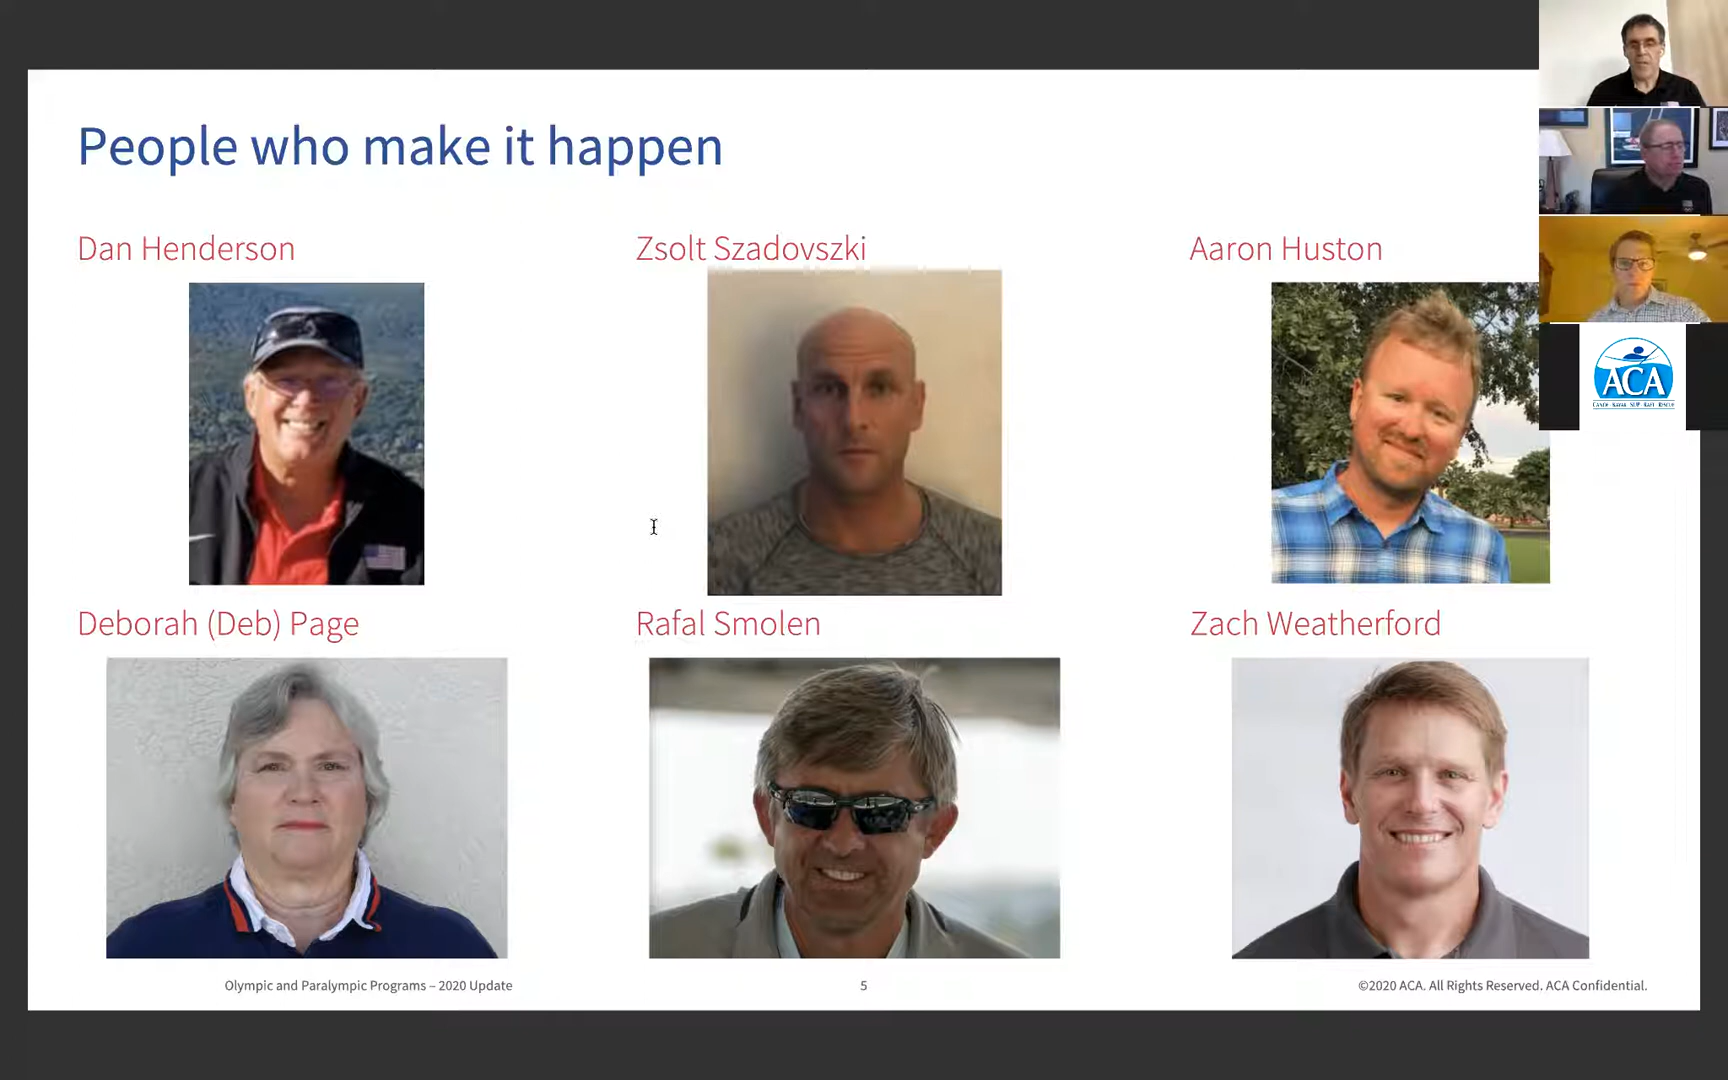 People who make it happen
Dan Henderson
Zsolt Szadovszki
Aaron Huston
Deborah (Deb) Page
Rafal Smolen
Zach Weatherford
Olympic and Paralympic Programs – 2020 Update
5
©2020 ACA. All Rights Reserved. ACA Confidential.
ACA